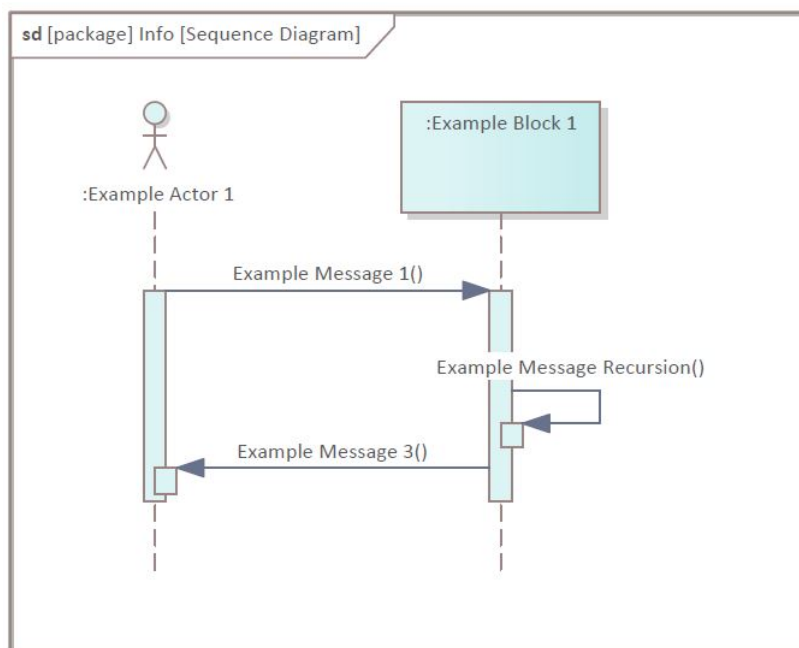 sd [package] Info [Sequence Diagram]
:Example Block 1
:Example Actor 1
Example Message 1()
Example Message Recursion()
Example Message 3()